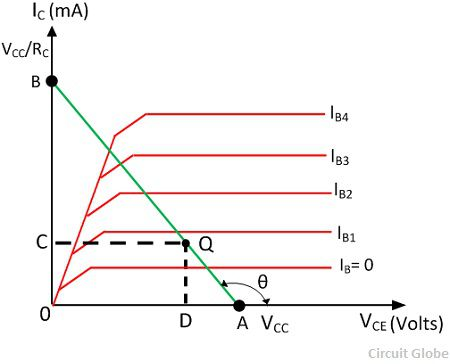 I_C (mA)
V_CC/R_C
B
I_B4
I_B3
I_B2
I_B1
C
Q
I_B= 0
θ
0
D
A
V_CC
V_CE (Volts)
Circuit Globe